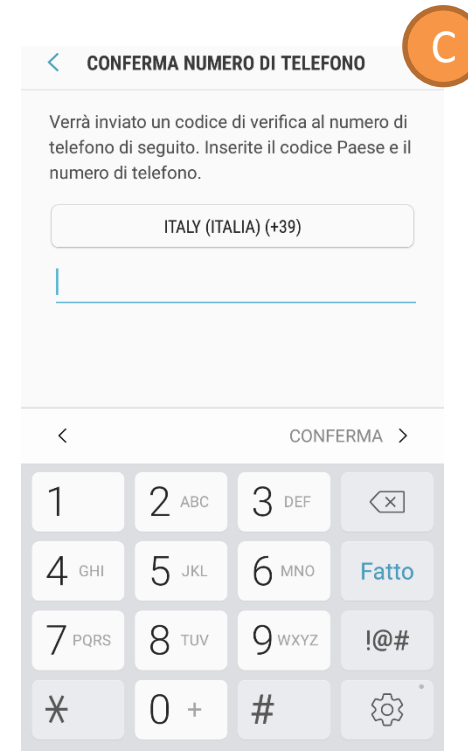 C
CONFERMA NUMERO DI TELEFONO
Verrà inviato un codice di verifica al numero di
telefono di seguito. Inserite il codice Paese e il
numero di telefono.
ITALY (ITALIA) (+39)
CONFERMA
1 2 ABC 3 DEF
4 GHI 5 JKL 6 MNO Fatto
7 PQRS 8 TUV 9 WXYZ !@#
* 0 + #